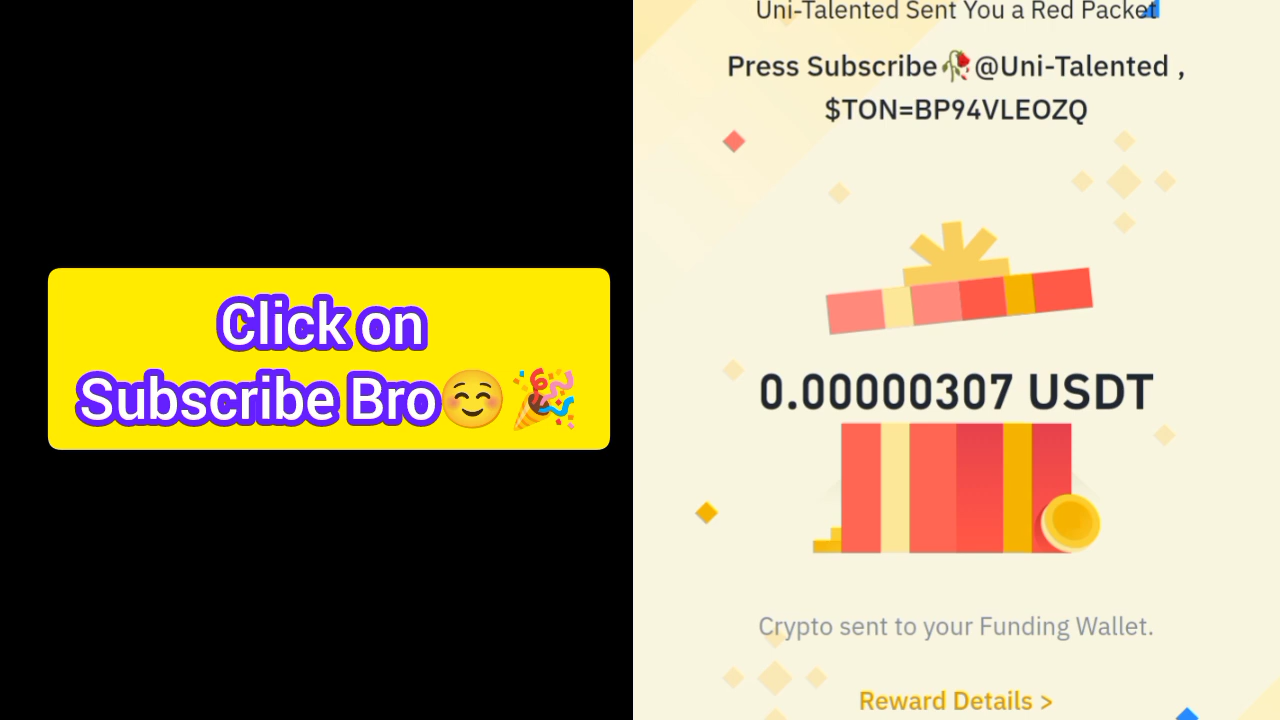 Click on
Subscribe Bro☺️🎉
Uni-Talented Sent You a Red Packet
Press Subscribe🥀@Uni-Talented ,
$TON=BP94VLEOZQ
0.00000307 USDT
Crypto sent to your Funding Wallet.
Reward Details >